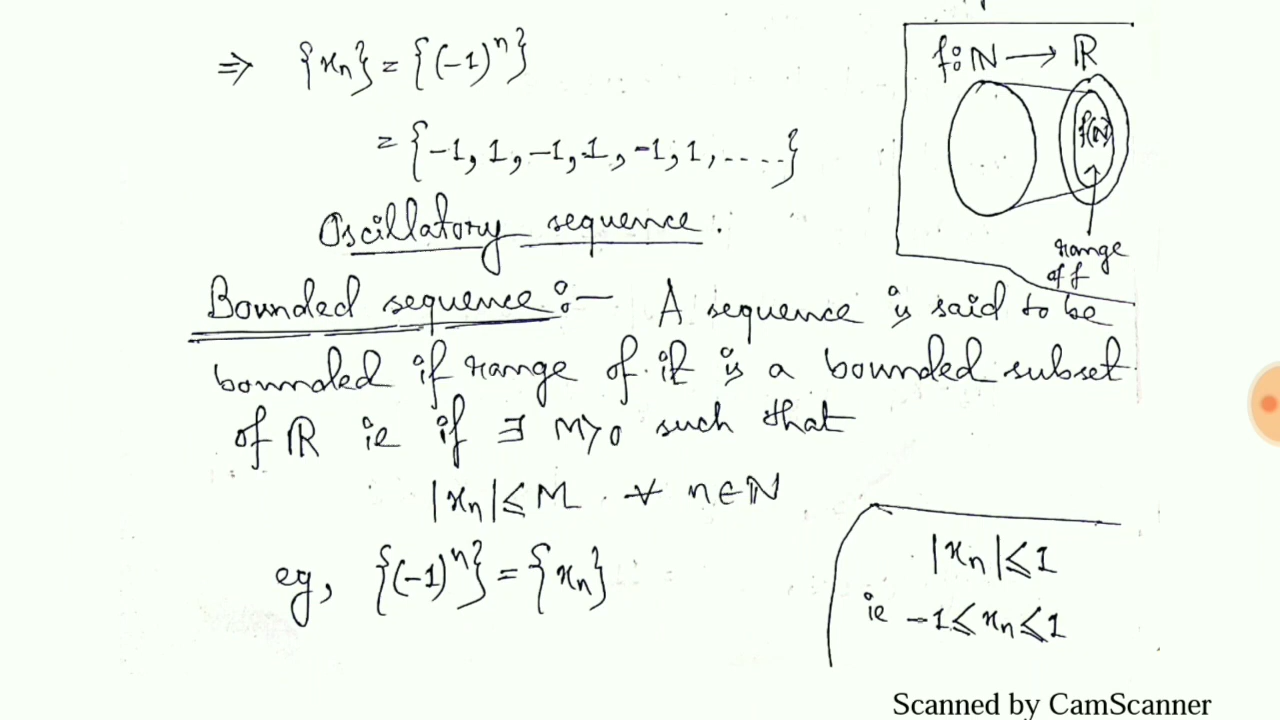 ⇒ {xₙ} = {(-1)ⁿ}
= {-1, 1, -1, 1, -1, 1, .....}
Oscillatory sequence :
f: ℕ → ℝ
f(ℕ)
range
of f
Bounded sequence :- A sequence is said to be
bounded if range of it is a bounded subset
of ℝ ie if ∃ M>0 such that
|xₙ| ≤ M ∀ n∈ℕ
eg, {(-1)ⁿ} = {xₙ}
|xₙ| ≤ 1
ie -1 ≤ xₙ ≤ 1
Scanned by CamScanner